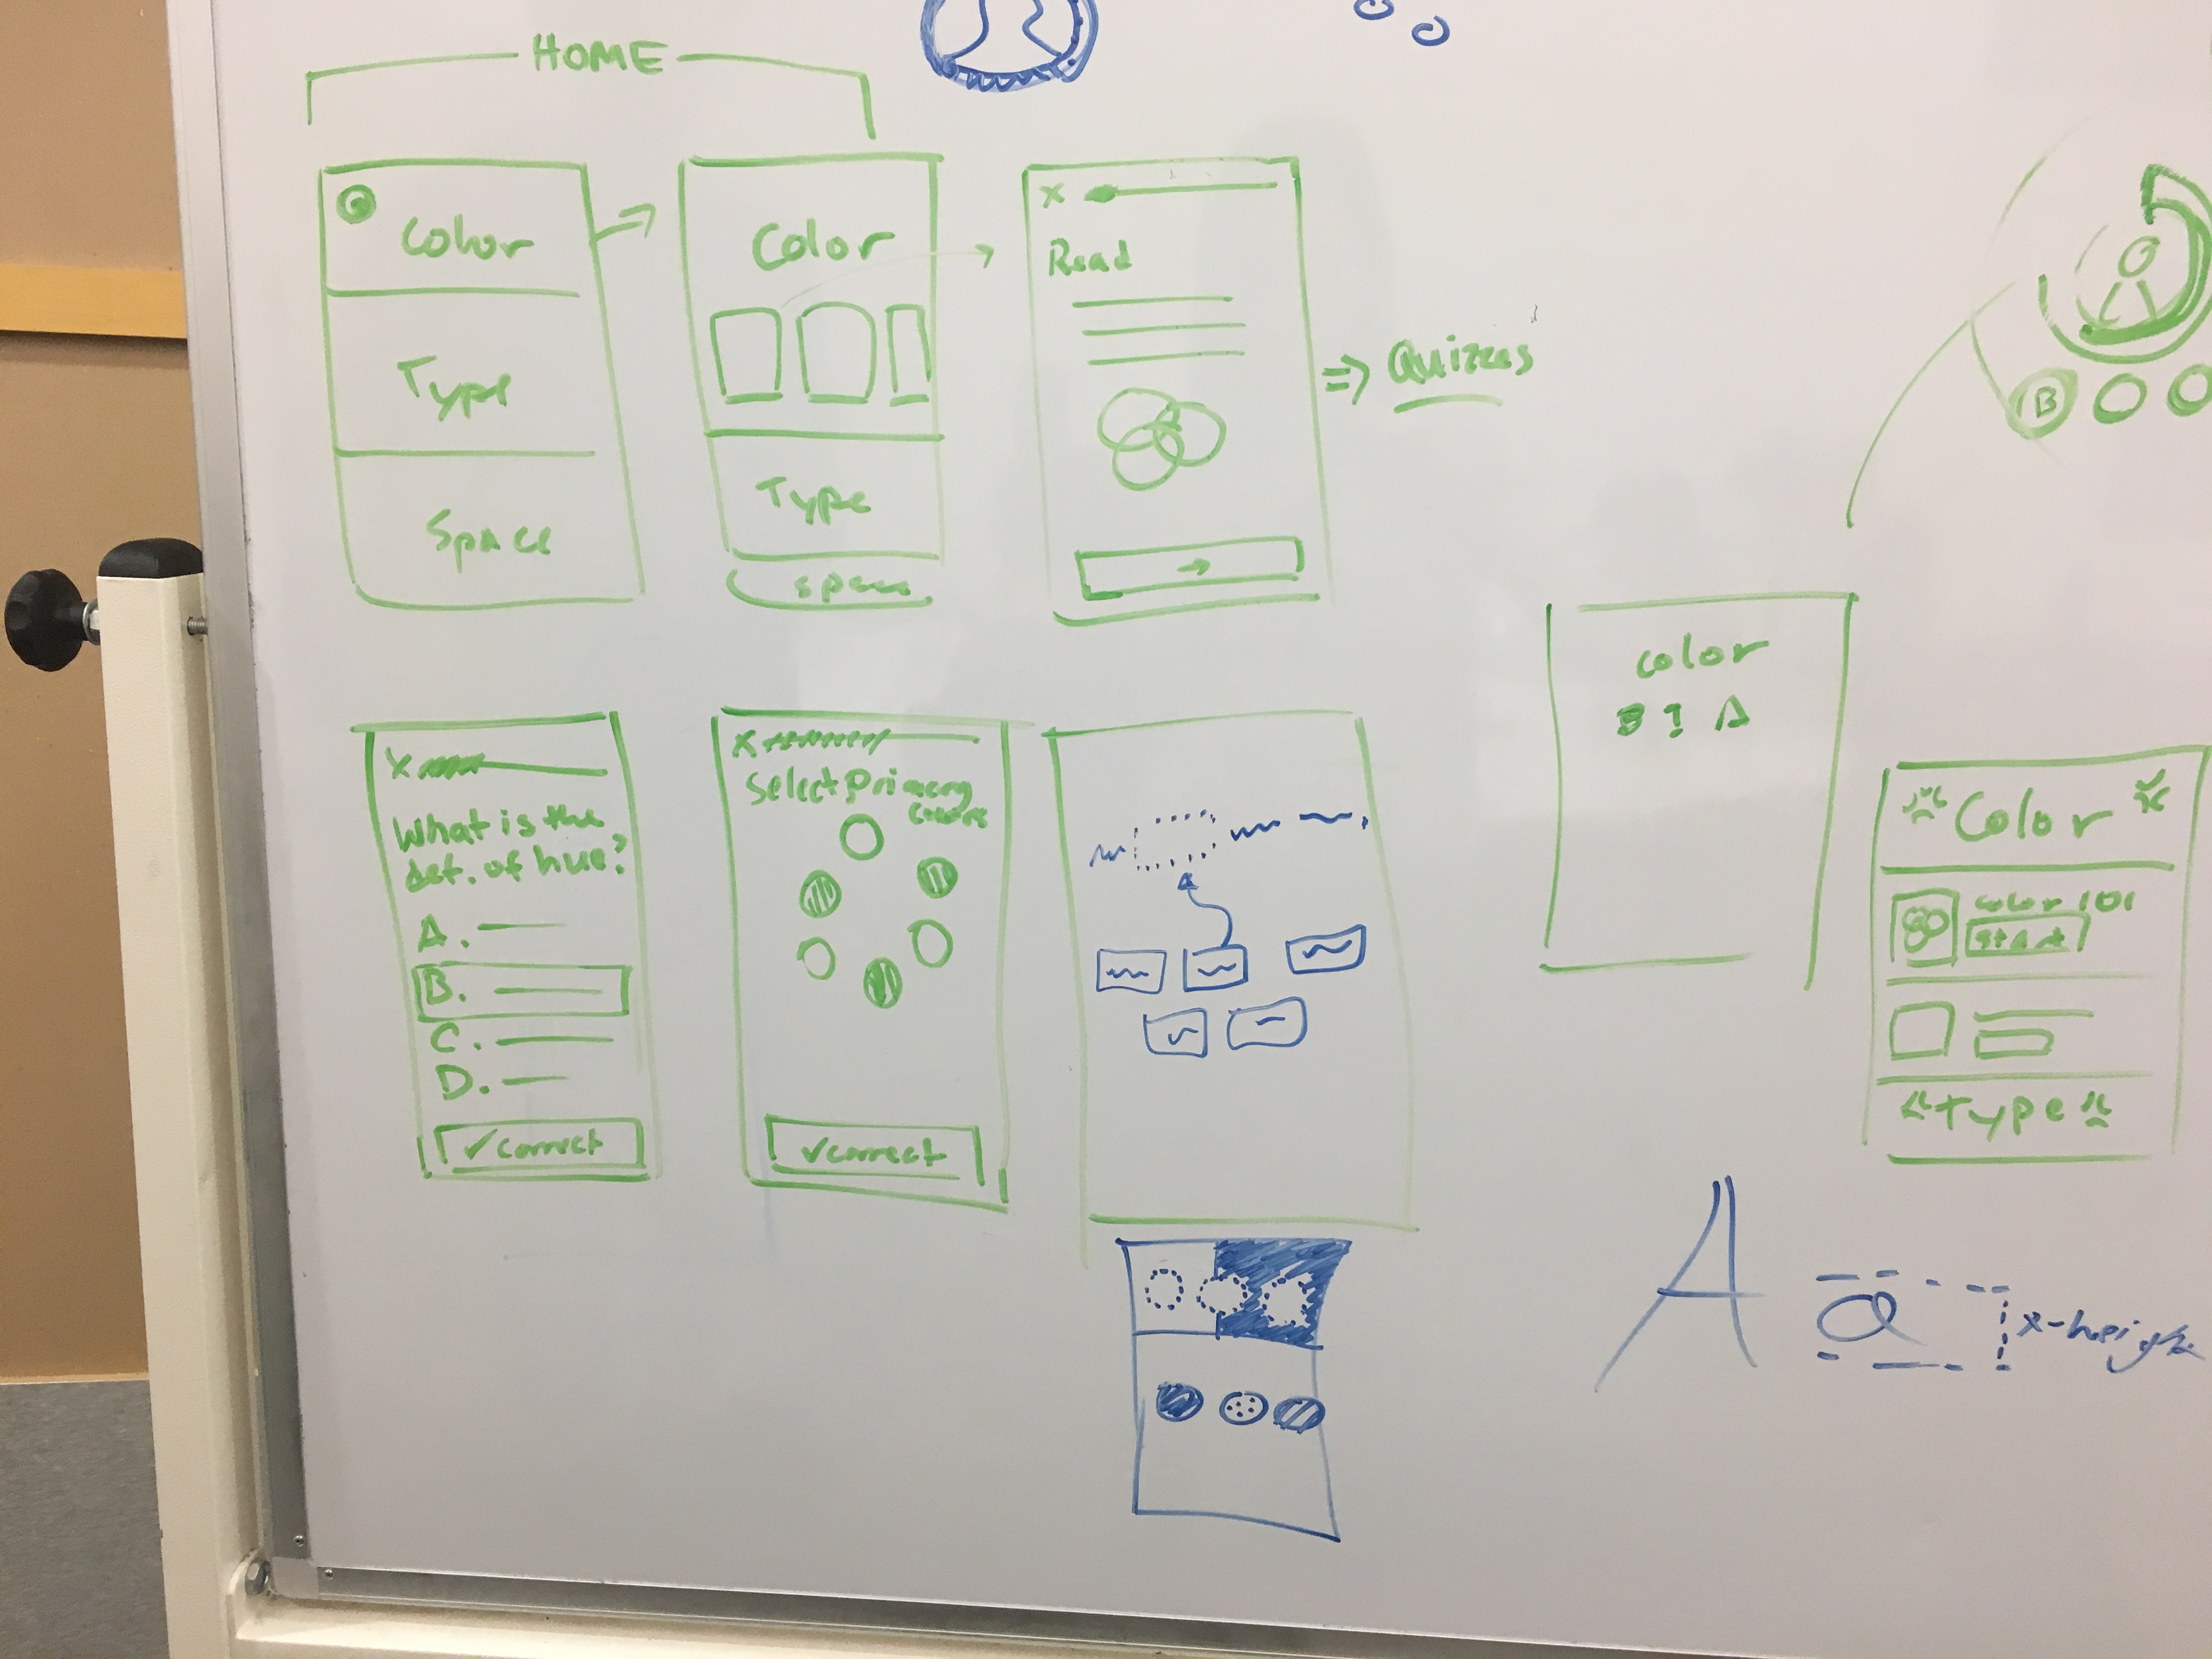 HOME
Color
Type
Space
Color
Type
space
X
Read
→
⇒ Quizzes
B
X
What is the
def. of hue?
A.
B.
C.
D.
✓ correct
X
Select Primary
Colors
✓ correct
color
Color
color 101
start
Type
A
a
x-height